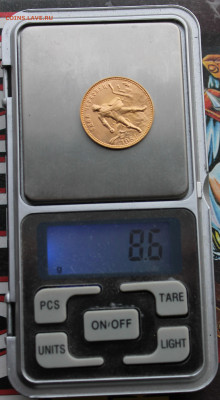 COINS.LAVE.RU
8.6
PCS
TARE
ON/OFF
UNITS
LIGHT